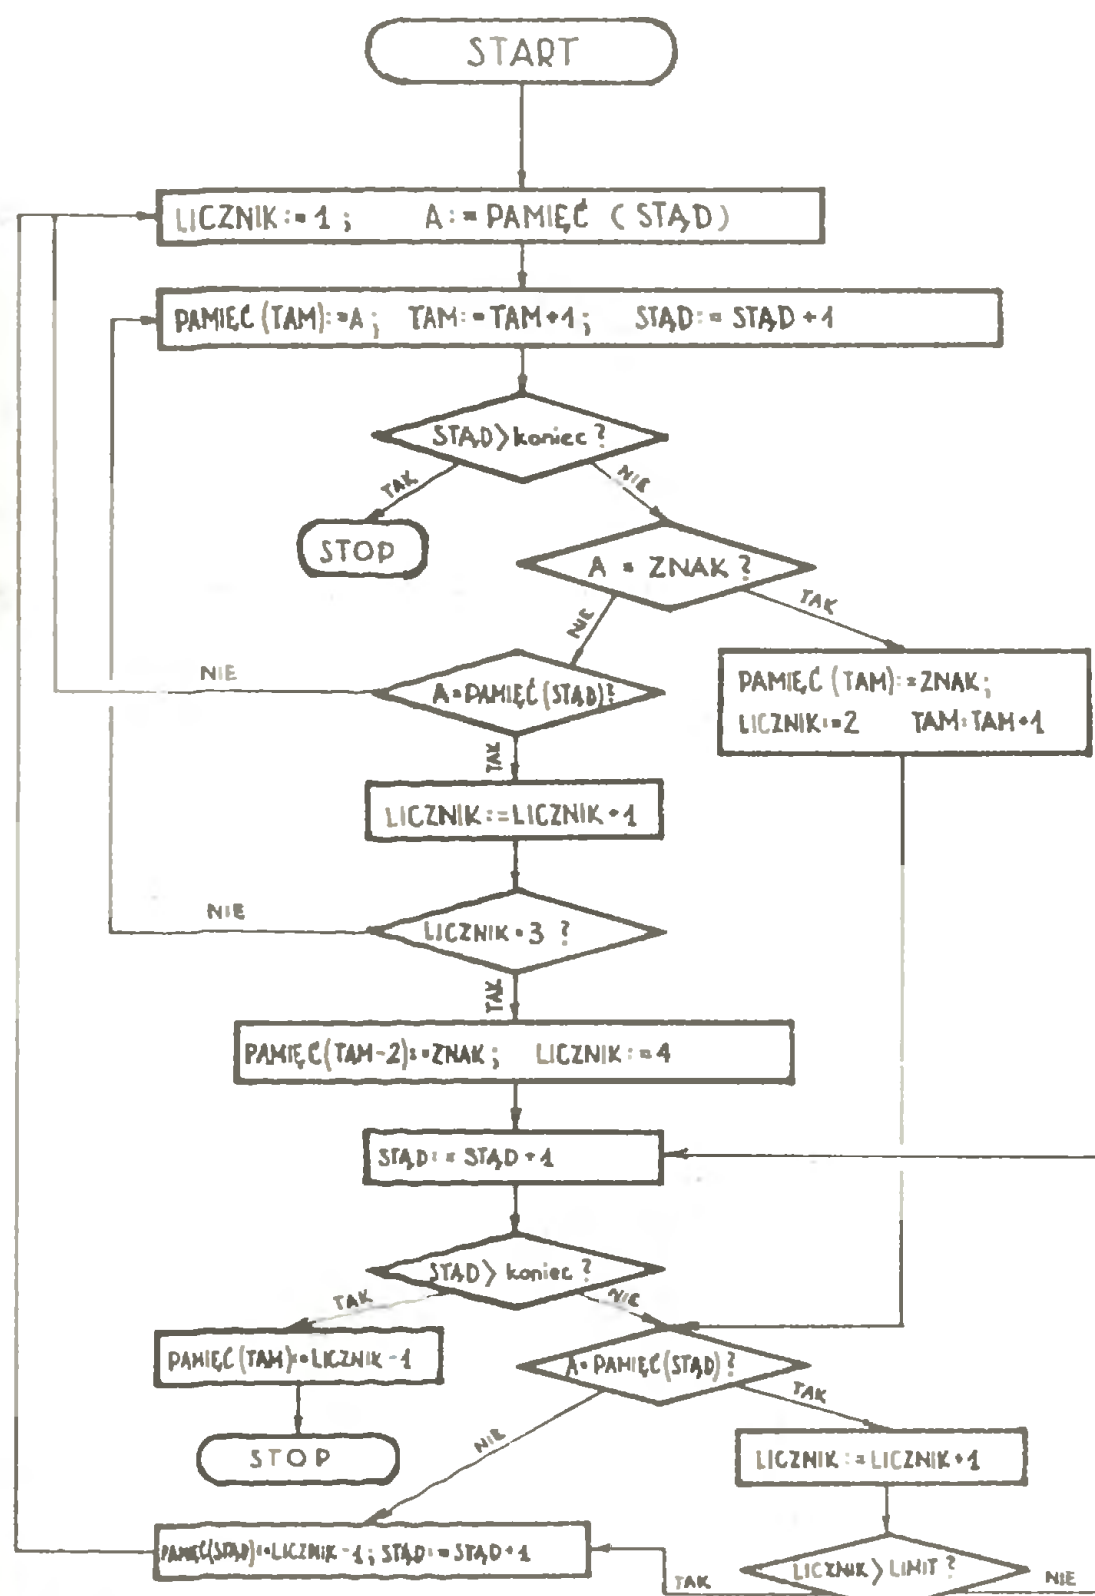 START
LICZNIK:=1; A:=PAMIĘĆ (STĄD)
PAMIĘĆ(TAM):=A; TAM:=TAM+1; STĄD:=STĄD+1
STĄD>koniec?
TAK NIE
STOP
A = ZNAK?
NIE TAK
NIE
A=PAMIĘĆ(STĄD)?
PAMIĘĆ(TAM):=ZNAK;
LICZNIK:=2 TAM:TAM+1
TAK
LICZNIK:=LICZNIK+1
NIE
LICZNIK=3 ?
TAK
PAMIĘĆ(TAM-2):=ZNAK; LICZNIK:=4
STĄD:=STĄD+1
STĄD>koniec?
TAK NIE
PAMIĘĆ(TAM):=LICZNIK-1
A=PAMIĘĆ(STĄD)?
TAK
NIE
STOP
LICZNIK:=LICZNIK+1
PAMIĘĆ(STĄD):=LICZNIK-1; STĄD:=STĄD+1
LICZNIK>LIMIT?
TAK NIE